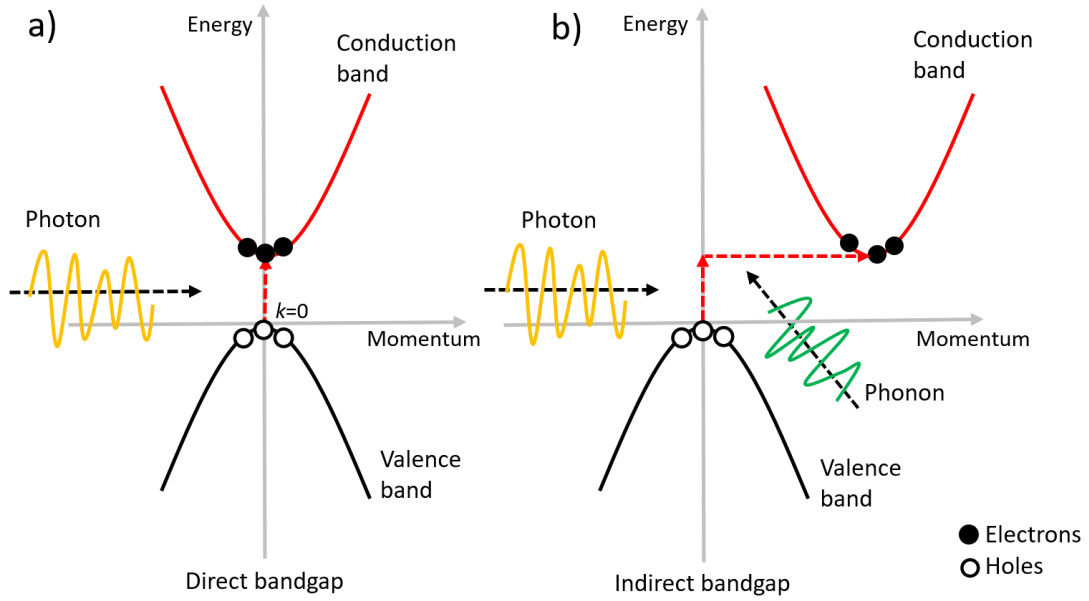 a)
Energy
Conduction
band
Photon
k=0
Momentum
Valence
band
Direct bandgap
b)
Energy
Conduction
band
Photon
Momentum
Phonon
Valence
band
Indirect bandgap
Electrons
Holes